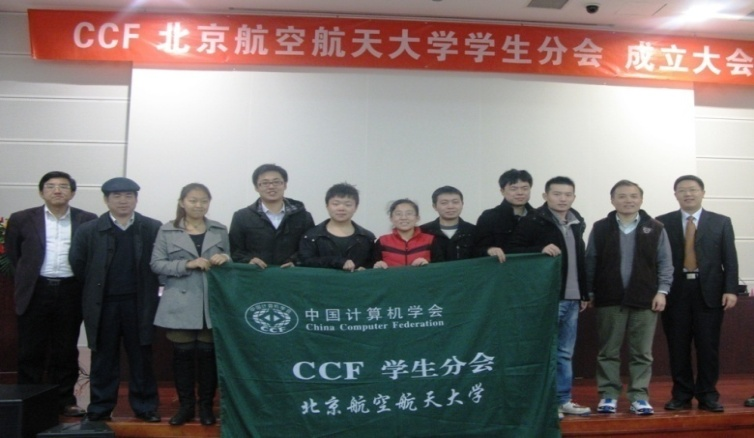 CCF 北京航空航天大学学生分会 成立大会
中国计算机学会
China Computer Federation
CCF
CCF 学生分会
北京航空航天大学